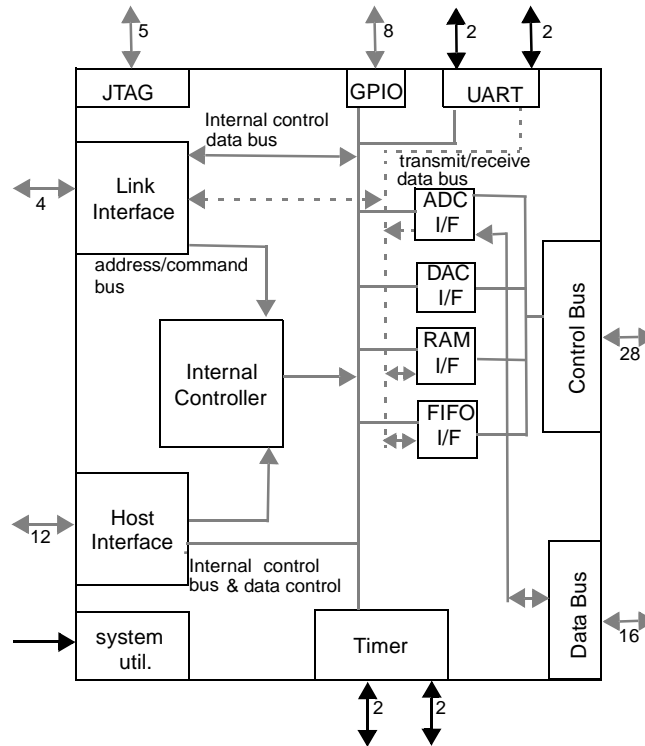 5
8
2
2
JTAG
GPIO
UART
Internal control
data bus
transmit/receive
data bus
Link
Interface
4
ADC
I/F
address/command
bus
DAC
I/F
Control Bus
28
Internal
Controller
RAM
I/F
FIFO
I/F
Host
Interface
12
Internal control
bus & data control
Data Bus
16
system
util.
Timer
2
2